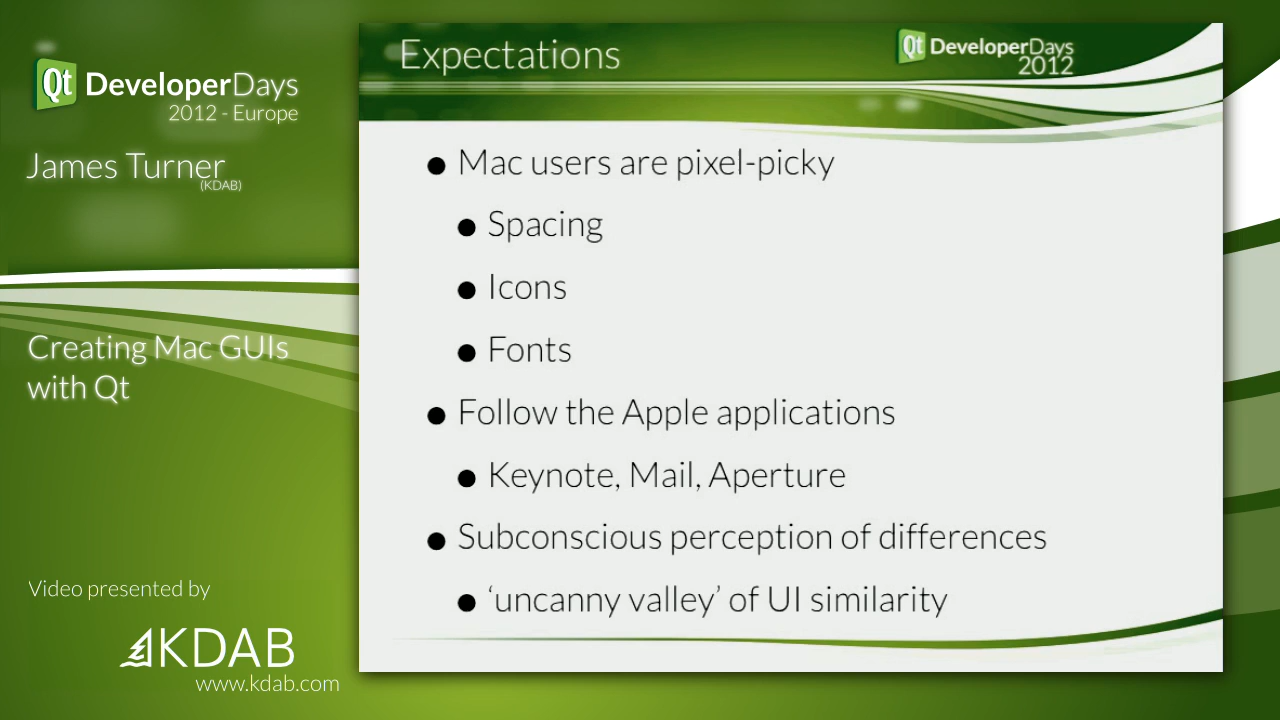 Qt DeveloperDays
2012 - Europe
James Turner
(KDAB)
Creating Mac GUIs
with Qt
Video presented by
KDAB
www.kdab.com
Expectations
Qt DeveloperDays
2012
● Mac users are pixel-picky
● Spacing
● Icons
● Fonts
● Follow the Apple applications
● Keynote, Mail, Aperture
● Subconscious perception of differences
● ‘uncanny valley’ of UI similarity